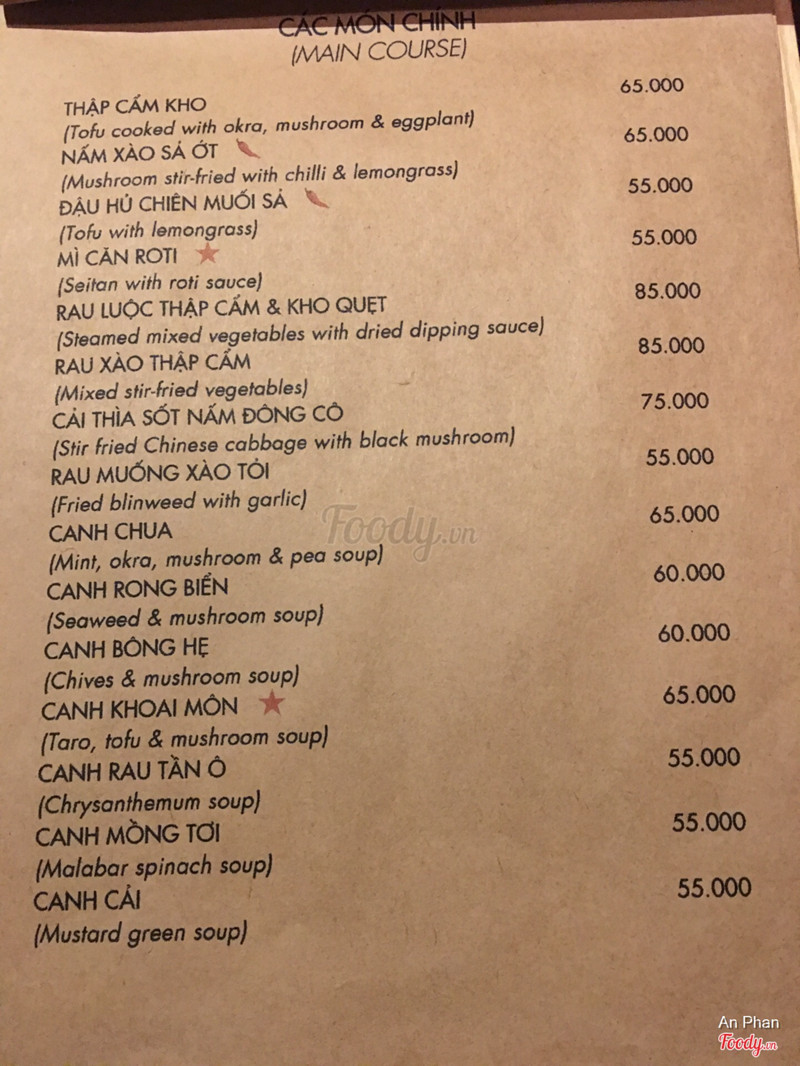 CÁC MÓN CHÍNH
(MAIN COURSE)
THẬP CẨM KHO 65.000
(Tofu cooked with okra, mushroom & eggplant)
NẤM XÀO SẢ ỚT 65.000
(Mushroom stir-fried with chilli & lemongrass)
ĐẬU HỦ CHIÊN MUỐI SẢ 55.000
(Tofu with lemongrass)
MÌ CĂN ROTI 55.000
(Seitan with roti sauce)
RAU LUỘC THẬP CẨM & KHO QUẸT 85.000
(Steamed mixed vegetables with dried dipping sauce)
RAU XÀO THẬP CẨM 85.000
(Mixed stir-fried vegetables)
CẢI THÌA SỐT NẤM ĐÔNG CÔ 75.000
(Stir fried Chinese cabbage with black mushroom)
RAU MUỐNG XÀO TỎI 55.000
(Fried blinweed with garlic)
CANH CHUA 65.000
(Mint, okra, mushroom & pea soup)
CANH RONG BIỂN 60.000
(Seaweed & mushroom soup)
CANH BÔNG HẸ 60.000
(Chives & mushroom soup)
CANH KHOAI MÔN 65.000
(Taro, tofu & mushroom soup)
CANH RAU TẦN Ô 55.000
(Chrysanthemum soup)
CANH MỒNG TƠI 55.000
(Malabar spinach soup)
CANH CẢI 55.000
(Mustard green soup)
Foody.vn
An Phan
Foody.vn